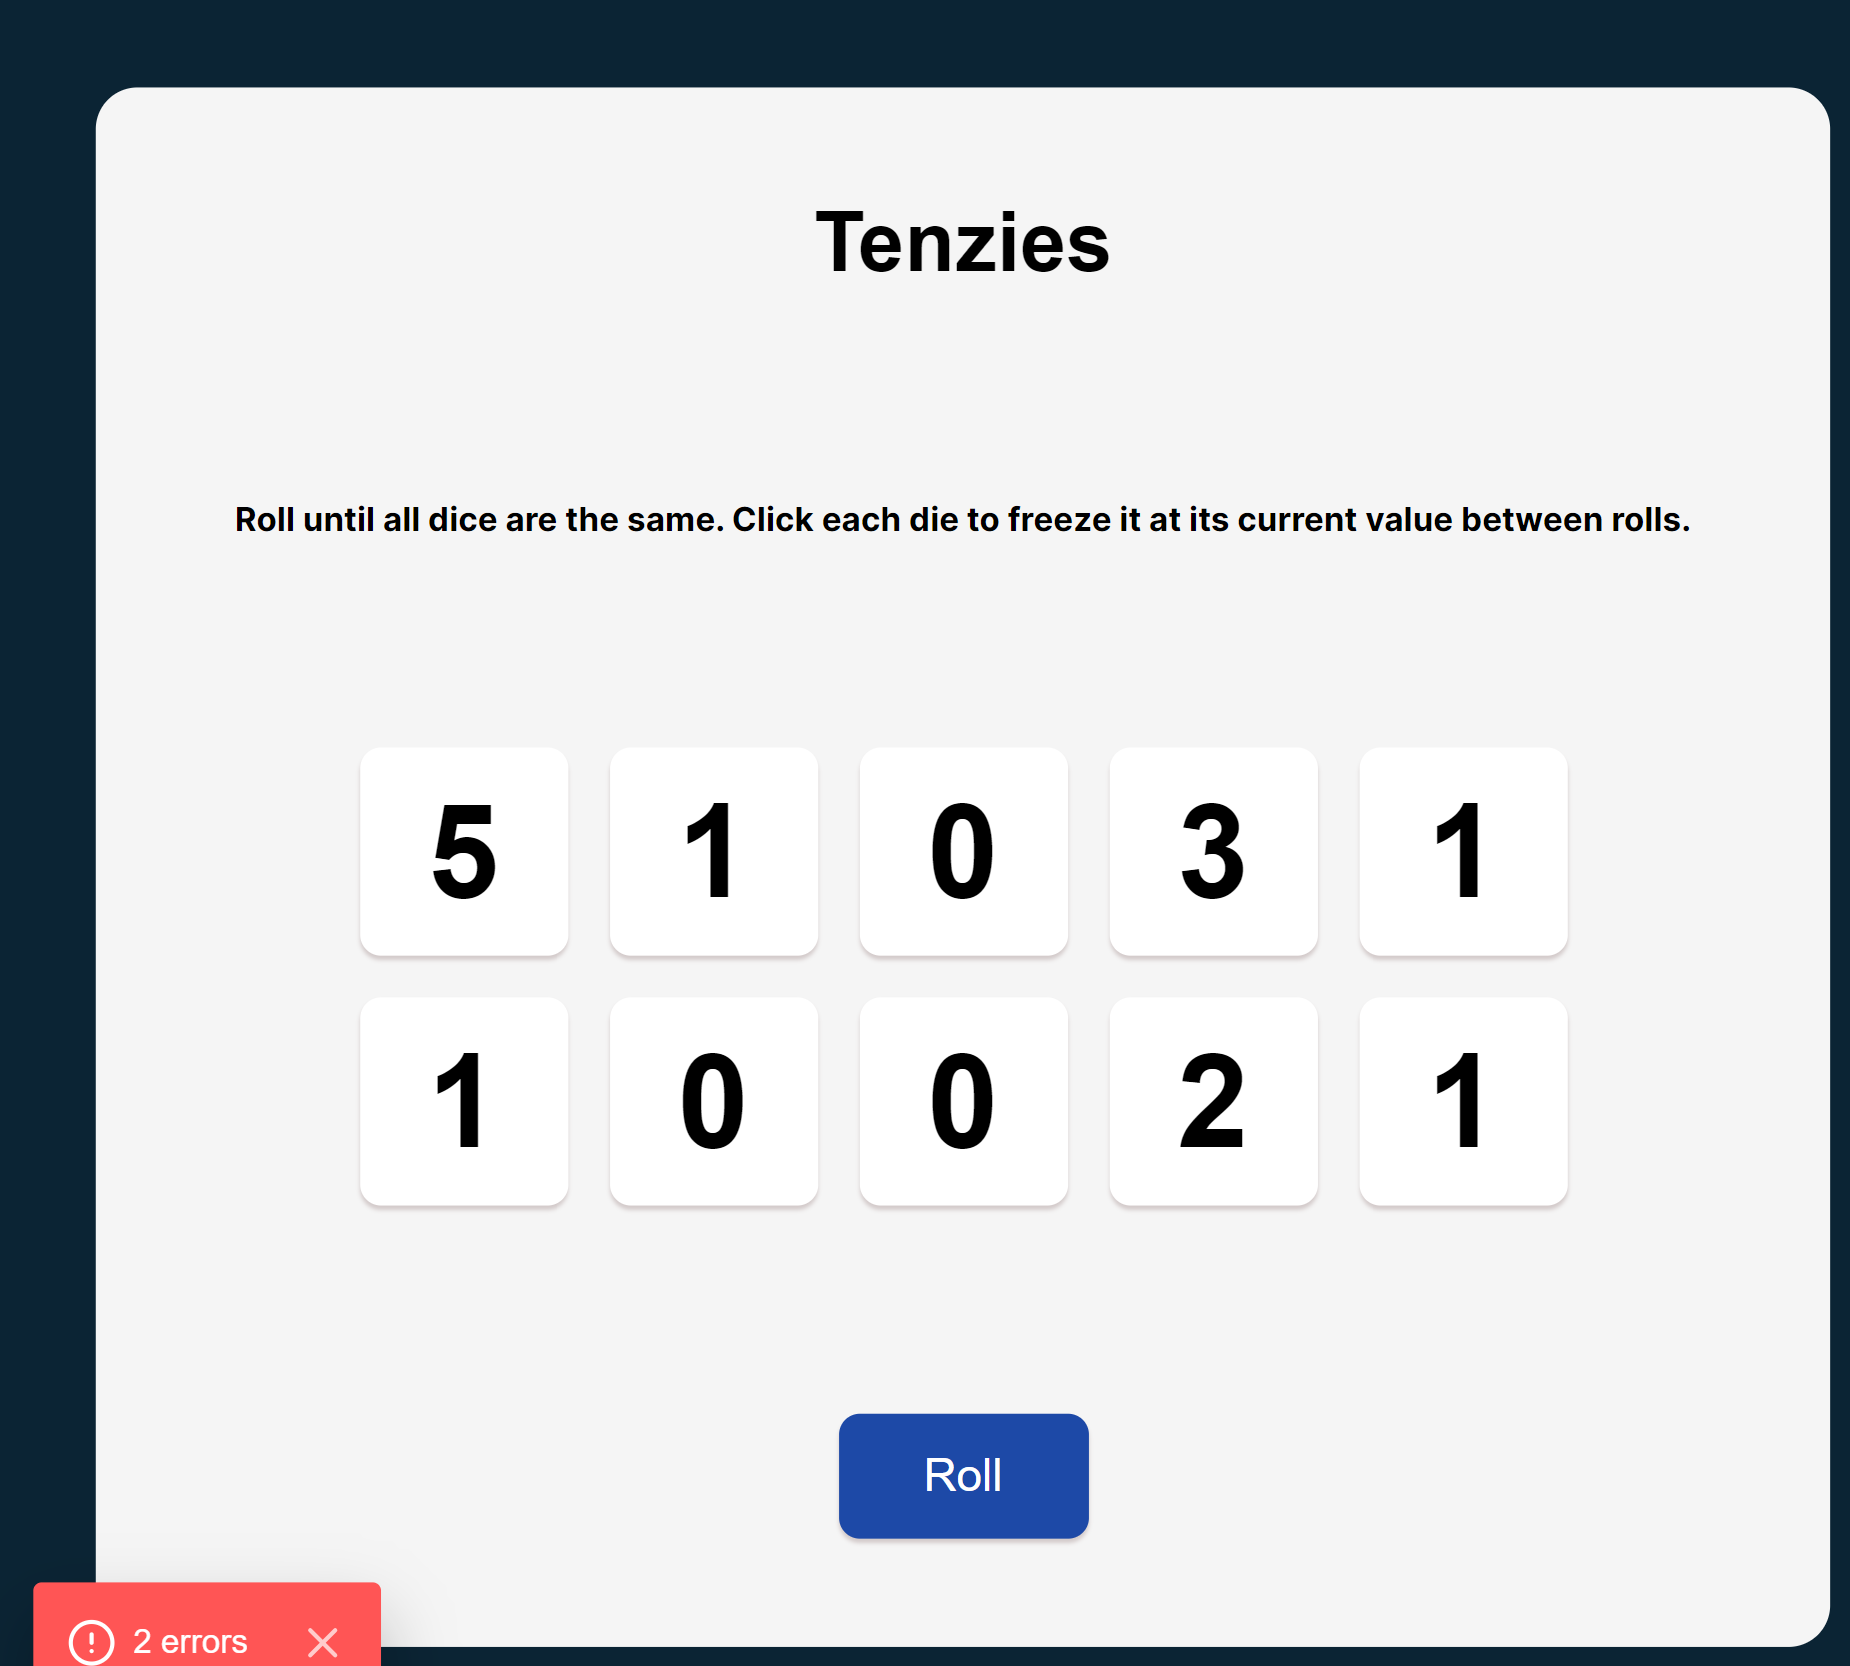 Tenzies
Roll until all dice are the same. Click each die to freeze it at its current value between rolls.
5 1 0 3 1
1 0 0 2 1
Roll
2 errors